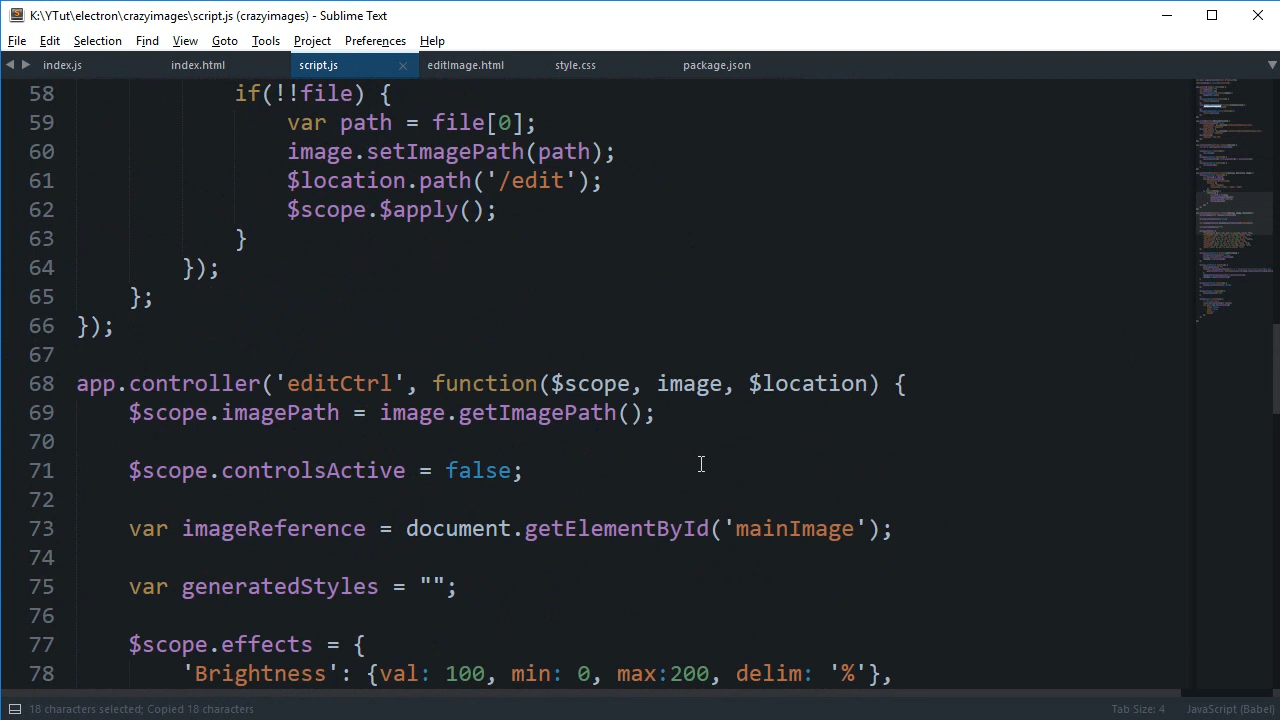 K:\YTut\electron\crazyimages\script.js (crazyimages) - Sublime Text
File Edit Selection Find View Goto Tools Project Preferences Help
index.js index.html script.js editImage.html style.css package.json
58 if(!!file) {
59 var path = file[0];
60 image.setImagePath(path);
61 $location.path('/edit');
62 $scope.$apply();
63 }
64 });
65 };
66 });
67
68 app.controller('editCtrl', function($scope, image, $location) {
69 $scope.imagePath = image.getImagePath();
70
71 $scope.controlsActive = false;
72
73 var imageReference = document.getElementById('mainImage');
74
75 var generatedStyles = "";
76
77 $scope.effects = {
78 'Brightness': {val: 100, min: 0, max:200, delim: '%'},
18 characters selected; Copied 18 characters Tab Size: 4 JavaScript (Babel)